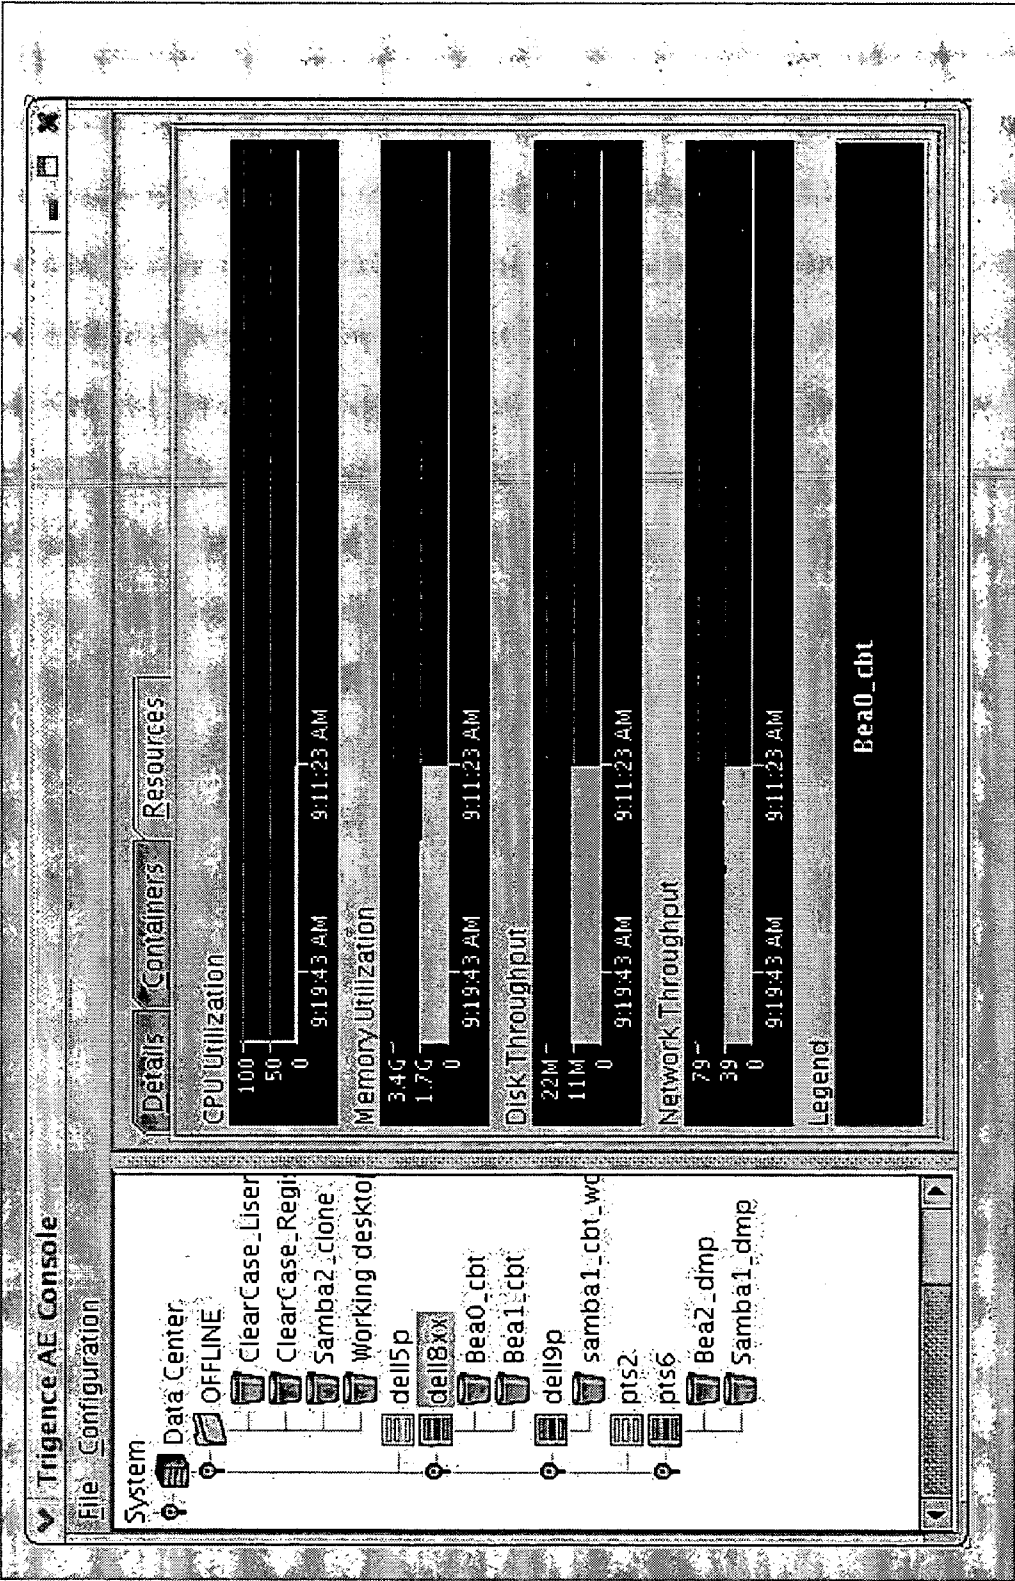 Trigence AE Console
File Configuration
System
Data Center
OFFLINE
ClearCase_Liser
ClearCase_Regi
Samba2_clone
Working desktop
dell5p
dell8xx
Bea0_cbt
Bea1_cbt
dell9p
samba1_cbt_wo
pts2
pts6
Bea2_dmp
Samba1_dmp
Details Containers Resources
CPU Utilization
100
50
0
9:19:43 AM 9:11:23 AM
Memory Utilization
3.4G
1.7G
0
9:19:43 AM 9:11:23 AM
Disk Throughput
22M
11M
0
9:19:43 AM 9:11:23 AM
Network Throughput
79
39
0
9:19:43 AM 9:11:23 AM
Legend
Bea0_cbt